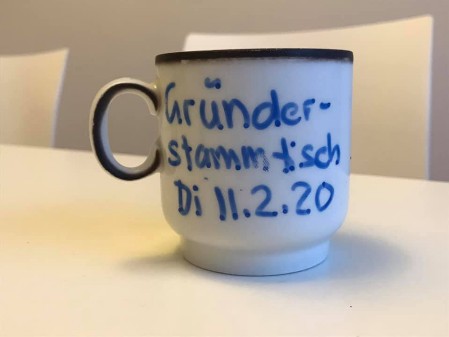 Gründer-
stammtisch
Di 11.2.20